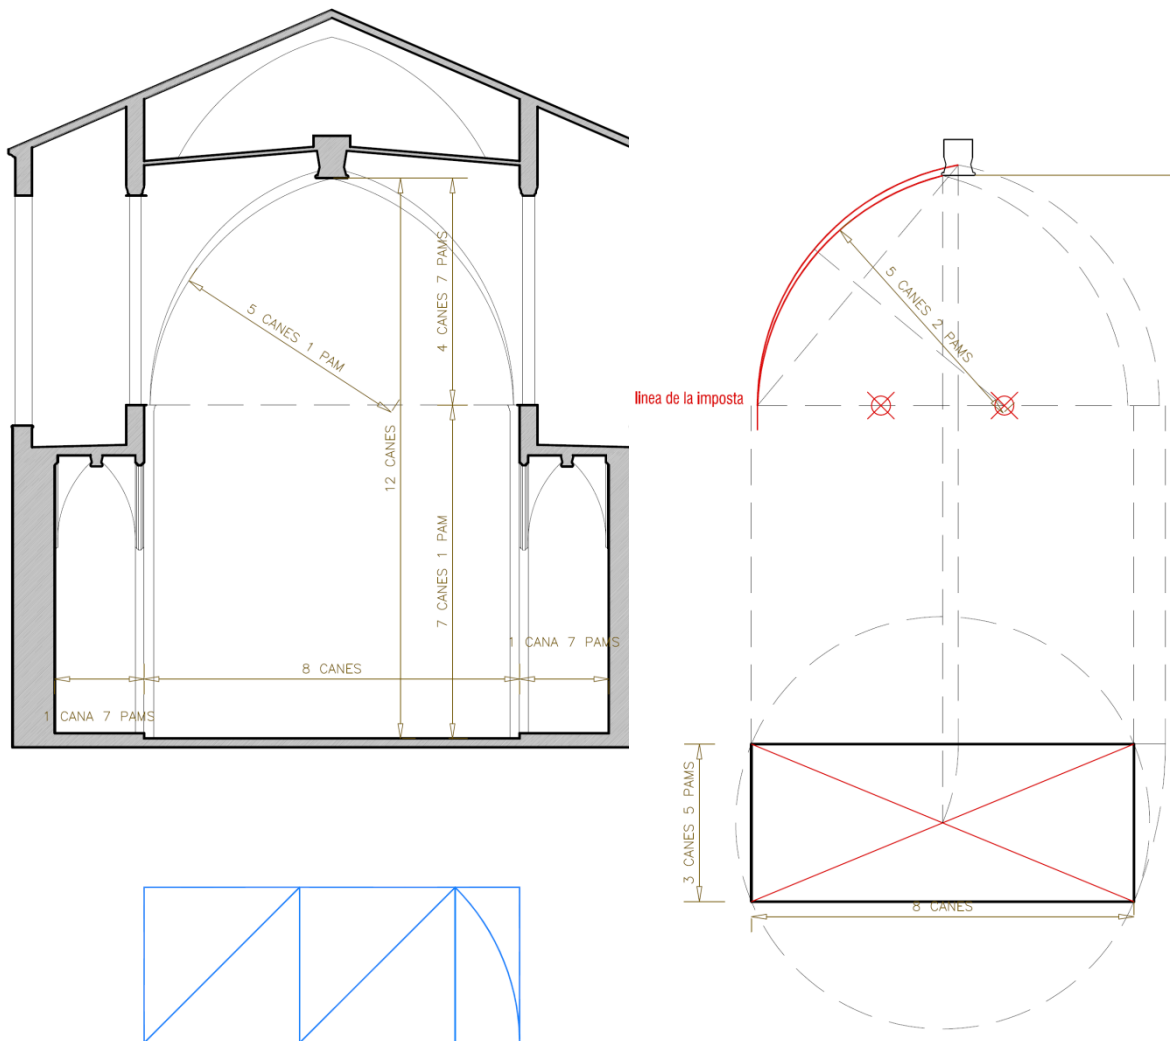 5 CANES 1 PAM
4 CANES 7 PAMS
12 CANES
7 CANES 1 PAM
1 CANA 7 PAMS
8 CANES
1 CANA 7 PAMS
5 CANES 2 PAMS
linea de la imposta
3 CANES 5 PAMS
8 CANES